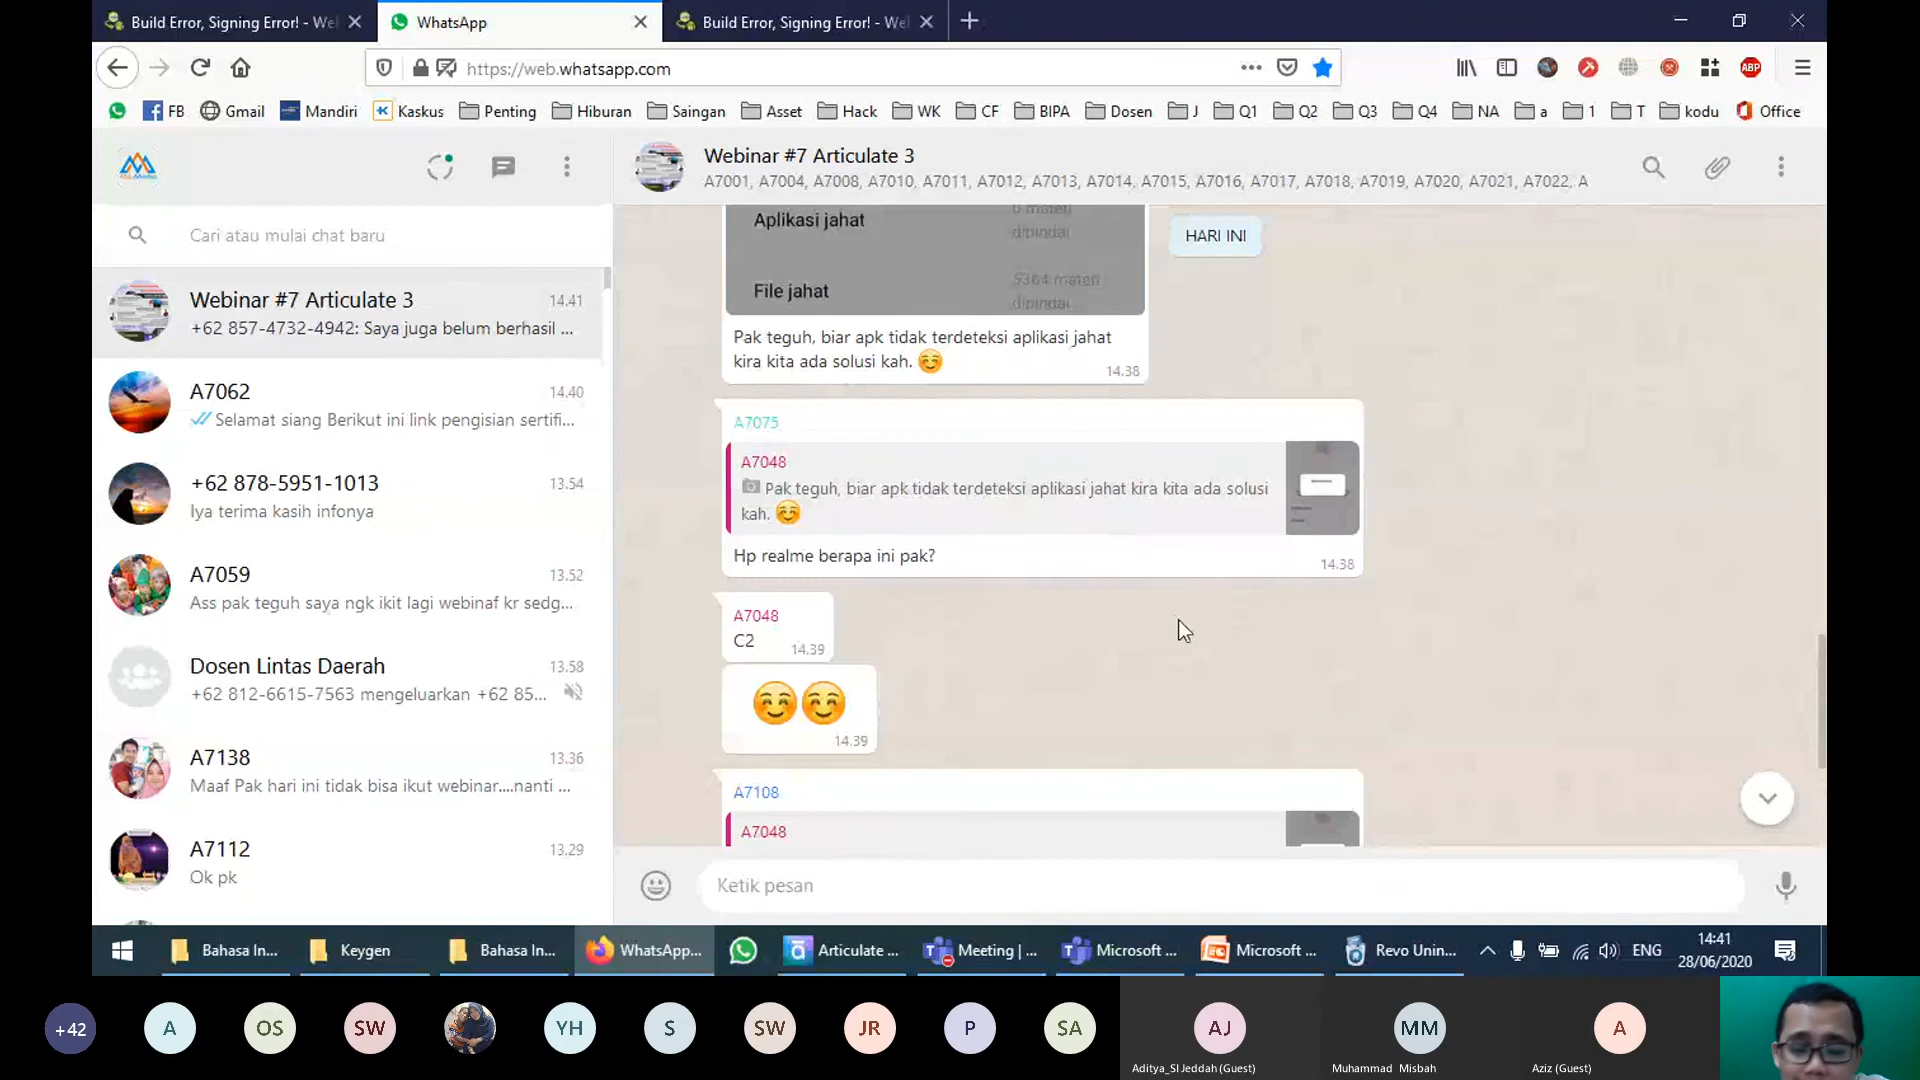 Build Error, Signing Error! - Wel
WhatsApp
Build Error, Signing Error! - Wel
https://web.whatsapp.com
FB
Gmail
Mandiri
Kaskus
Penting
Hiburan
Saingan
Asset
Hack
WK
CF
BIPA
Dosen
J
Q1
Q2
Q3
Q4
NA
a
1
T
kodu
Office
ABP
Webinar #7 Articulate 3
A7001, A7004, A7008, A7010, A7011, A7012, A7013, A7014, A7015, A7016, A7017, A7018, A7019, A7020, A7021, A7022, A
Cari atau mulai chat baru
Webinar #7 Articulate 3
14.41
+62 857-4732-4942: Saya juga belum berhasil ...
A7062
14.40
Selamat siang Berikut ini link pengisian sertifi...
+62 878-5951-1013
13.54
Iya terima kasih infonya
A7059
13.52
Ass pak teguh saya ngk ikit lagi webinaf kr sedg...
Dosen Lintas Daerah
13.58
+62 812-6615-7563 mengeluarkan +62 85...
A7138
13.36
Maaf Pak hari ini tidak bisa ikut webinar....nanti ...
A7112
13.29
Ok pk
HARI INI
Aplikasi jahat
0 materi
dipindai
File jahat
5364 materi
dipindai
Pak teguh, biar apk tidak terdeteksi aplikasi jahat
kira kita ada solusi kah. ☺️
14.38
A7075
A7048
Pak teguh, biar apk tidak terdeteksi aplikasi jahat kira kita ada solusi
kah. ☺️
Hp realme berapa ini pak?
14.38
A7048
C2
14.39
☺️☺️
14.39
A7108
A7048
Ketik pesan
Bahasa In...
Keygen
Bahasa In...
WhatsApp...
Articulate ...
Meeting | ...
Microsoft ...
Microsoft ...
Revo Unin...
ENG
14:41
28/06/2020
+42
A
OS
SW
YH
S
SW
JR
P
SA
AJ
MM
A
Aditya_SI Jeddah (Guest)
Muhammad Misbah
Aziz (Guest)